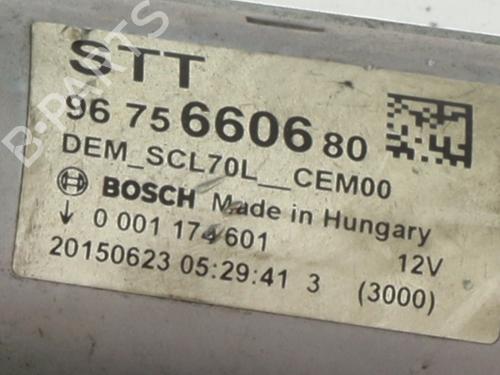 STT
96 75 6606 80
DEM_SCL70L__CEM00
BOSCH Made in Hungary
0 001 174 601
12V
20150623 05:29:41 3 (3000)
B-PARTS